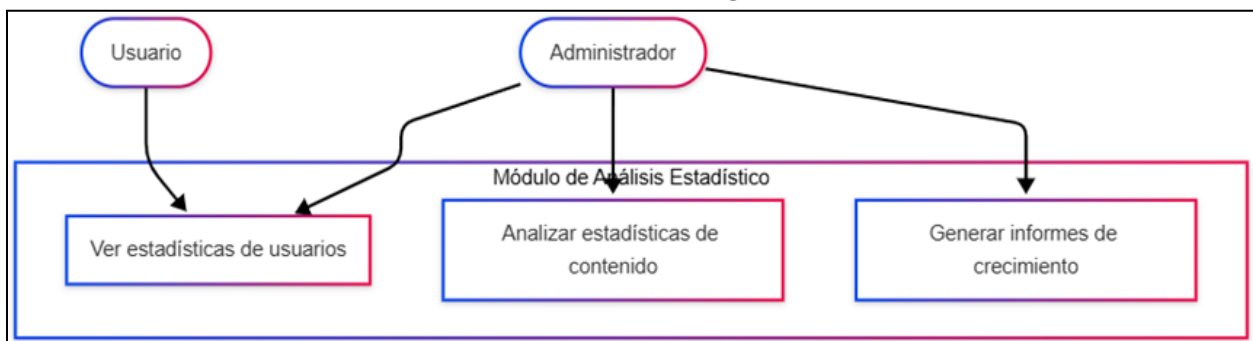 Usuario
Administrador
Módulo de Análisis Estadístico
Ver estadísticas de usuarios
Analizar estadísticas de
contenido
Generar informes de
crecimiento